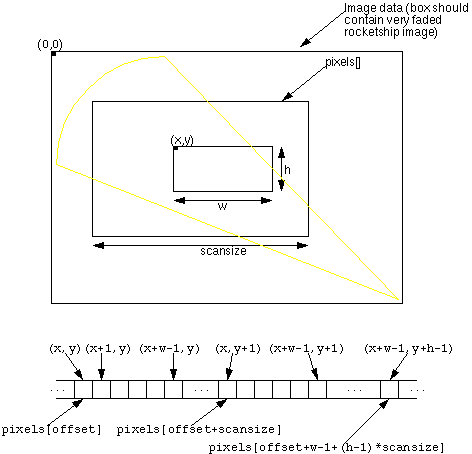 Image data (box should
contain very faded
rocketship image)
(0,0)
pixels[]
(x,y)
h
w
scansize
(x,y) (x+1,y) (x+w-1,y) (x,y+1) (x+w-1,y+1) (x+w-1,y+h-1)
... ... ... ...
pixels[offset] pixels[offset+scansize]
pixels[offset+w-1+(h-1)*scansize]